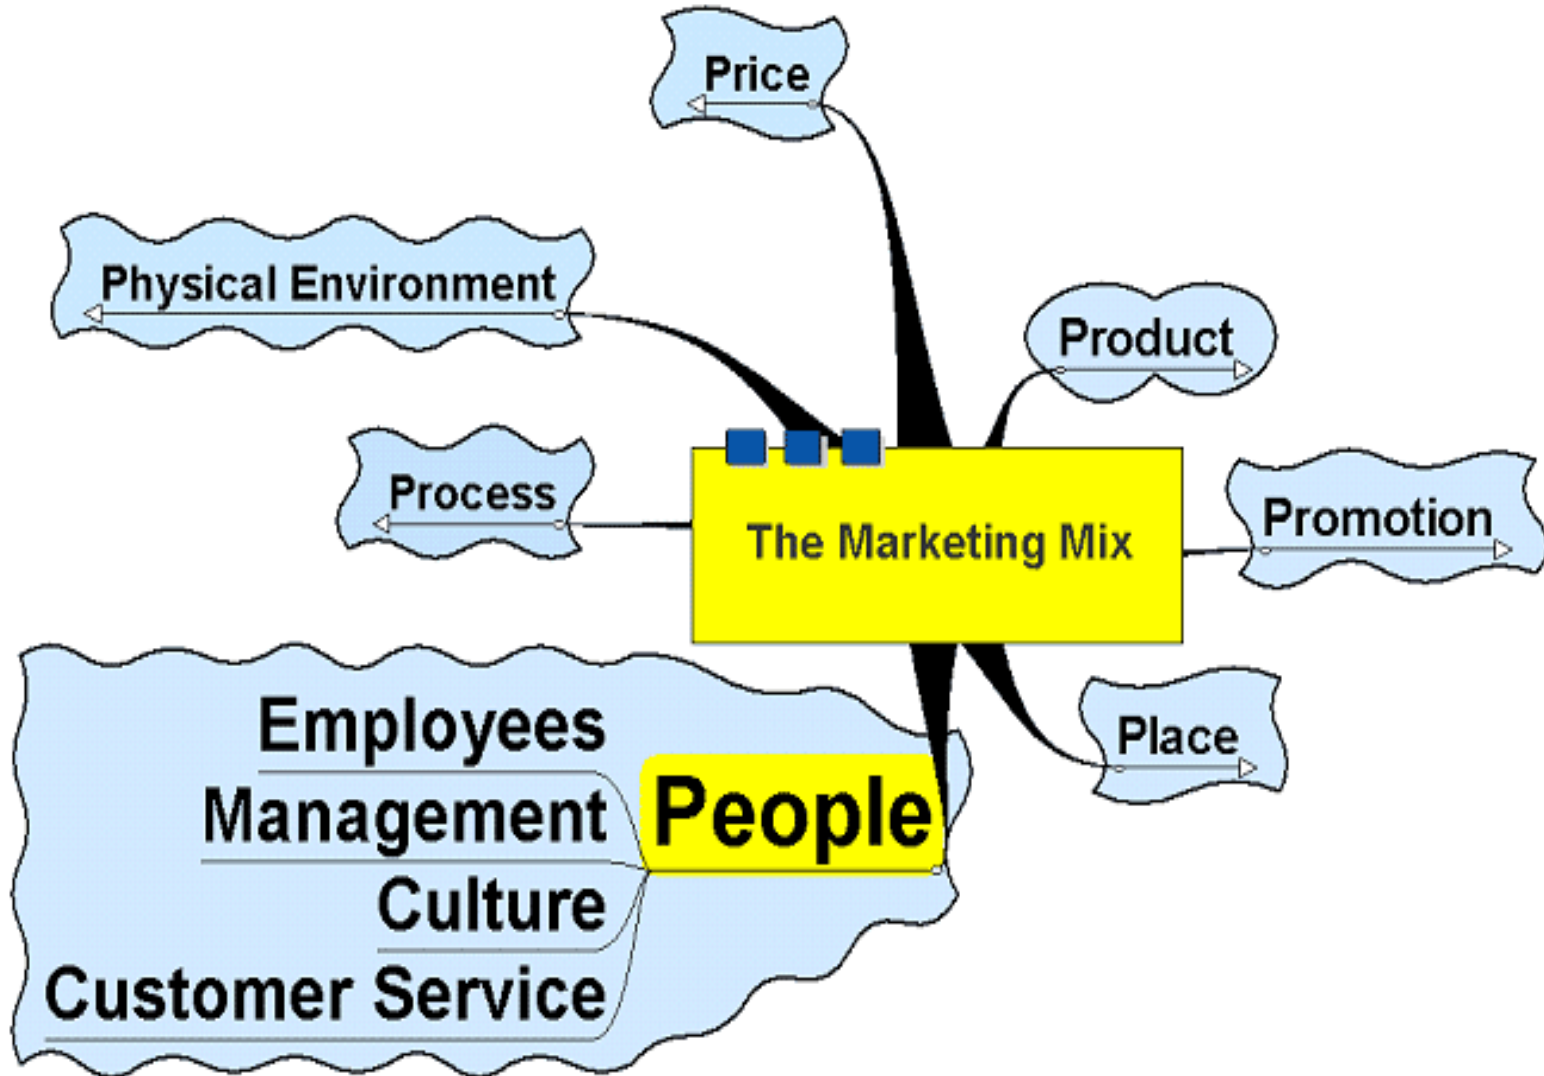 Price
Physical Environment
Product
Process
The Marketing Mix
Promotion
Employees
Management
Culture
Customer Service
People
Place